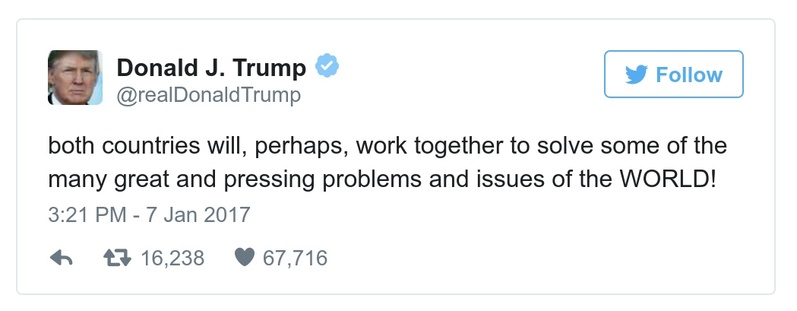 Donald J. Trump
@realDonaldTrump
Follow
both countries will, perhaps, work together to solve some of the
many great and pressing problems and issues of the WORLD!
3:21 PM - 7 Jan 2017
16,238 67,716